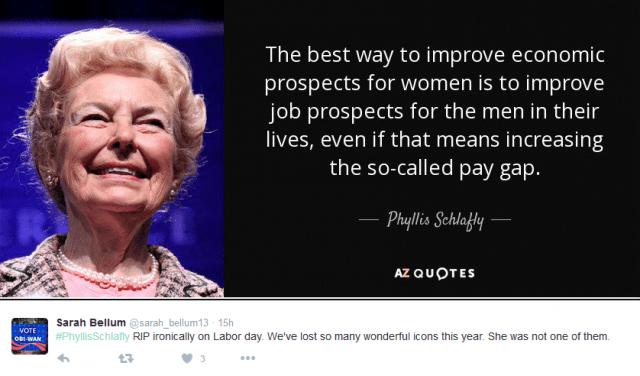 The best way to improve economic
prospects for women is to improve
job prospects for the men in their
lives, even if that means increasing
the so-called pay gap.
— Phyllis Schlafly —
AZ QUOTES
VOTE
OBI-WAN
Sarah Bellum @sarah_bellum13 · 15h
#PhyllisSchlafly RIP ironically on Labor day. We've lost so many wonderful icons this year. She was not one of them.
3